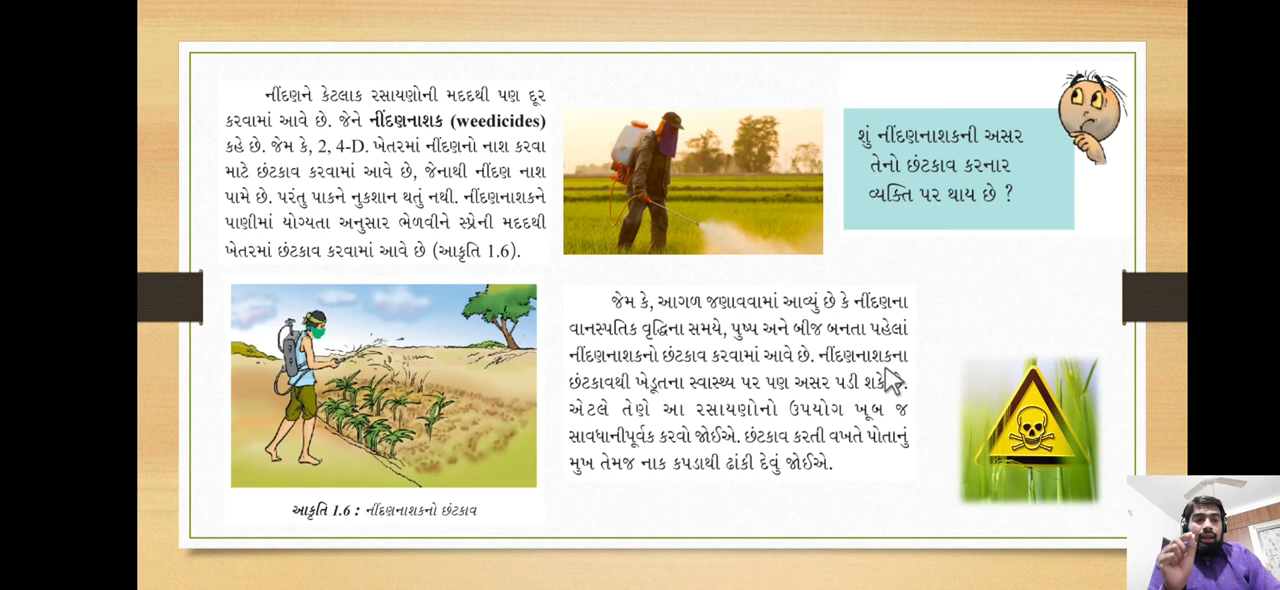 નીંદણને કેટલાક રસાયણોની મદદથી પણ દૂર
કરવામાં આવે છે. જેને નીંદણનાશક (weedicides)
કહે છે. જેમ કે, 2, 4-D. ખેતરમાં નીંદણનો નાશ કરવા
માટે છંટકાવ કરવામાં આવે છે, જેનાથી નીંદણ નાશ
પામે છે. પરંતુ પાકને નુકશાન થતું નથી. નીંદણનાશકને
પાણીમાં યોગ્યતા અનુસાર ભેળવીને સ્પ્રેની મદદથી
ખેતરમાં છંટકાવ કરવામાં આવે છે (આકૃતિ 1.6).
આકૃતિ 1.6 : નીંદણનાશકનો છંટકાવ
શું નીંદણનાશકની અસર
તેનો છંટકાવ કરનાર
વ્યક્તિ પર થાય છે ?
જેમ કે, આગળ જણાવવામાં આવ્યું છે કે નીંદણના
વાનસ્પતિક વૃદ્ધિના સમયે, પુષ્પ અને બીજ બનતા પહેલાં
નીંદણનાશકનો છંટકાવ કરવામાં આવે છે. નીંદણનાશકના
છંટકાવથી ખેડૂતના સ્વાસ્થ્ય પર પણ અસર પડી શકે
એટલે તેણે આ રસાયણોનો ઉપયોગ ખૂબ જ
સાવધાનીપૂર્વક કરવો જોઈએ. છંટકાવ કરતી વખતે પોતાનું
મુખ તેમજ નાક કપડાથી ઢાંકી દેવું જોઈએ.